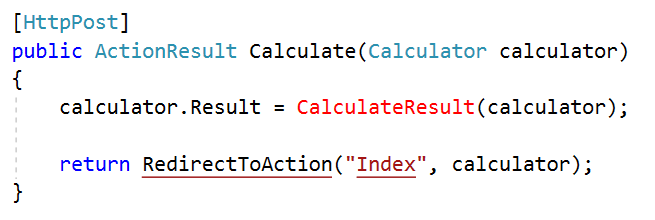 [HttpPost]
public ActionResult Calculate(Calculator calculator)
{
    calculator.Result = CalculateResult(calculator);
    return RedirectToAction("Index", calculator);
}